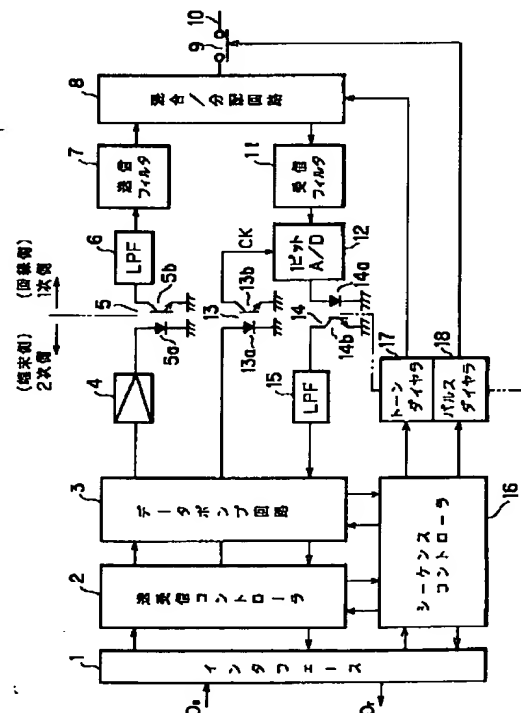 (端末側) (回線側)
2次側 1次側
1
インタフェース
D₀
Dr
2
送受信コントローラ
3
データポンプ回路
4
5
5a
5b
6
LPF
7
送信
フィルタ
8
混合/分配回路
9
10
11
受信
フィルタ
12
1ビット
A/D
CK
13
13a
13b
14
14a
14b
15
LPF
16
シーケンス
コントローラ
17
トーン
ダイヤラ
18
パルス
ダイヤラ